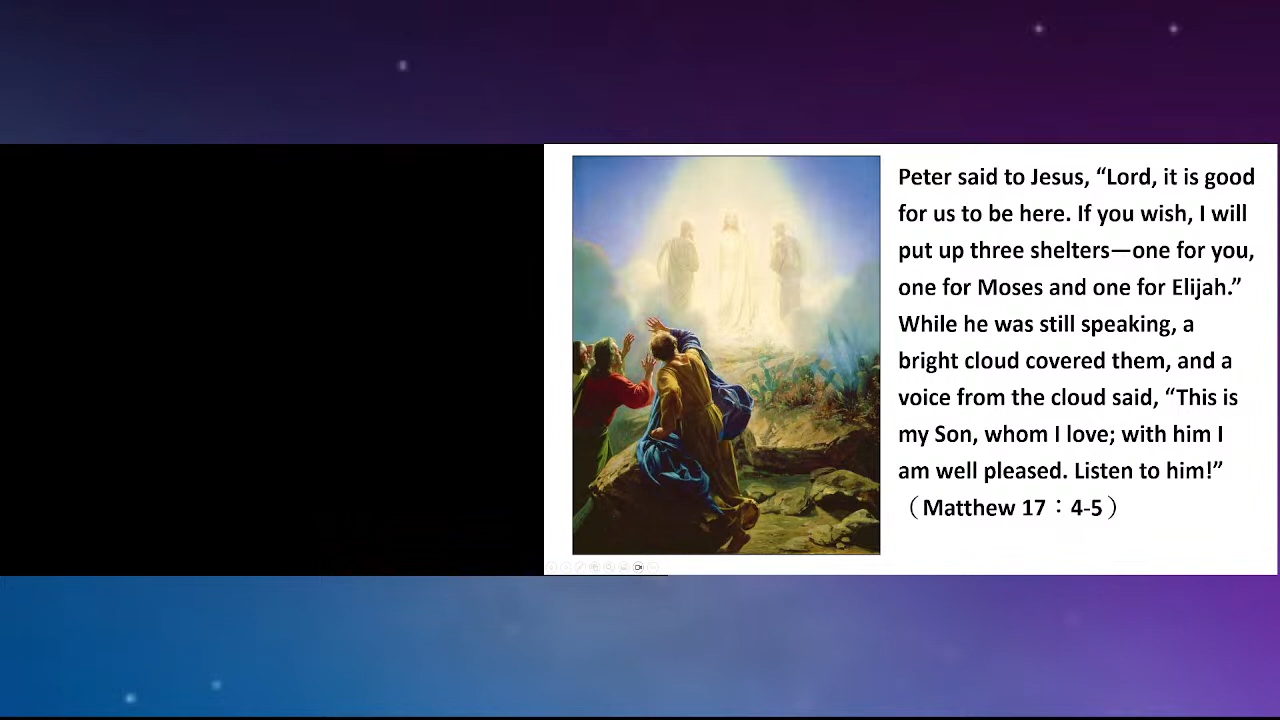 Peter said to Jesus, “Lord, it is good
for us to be here. If you wish, I will
put up three shelters—one for you,
one for Moses and one for Elijah.”
While he was still speaking, a
bright cloud covered them, and a
voice from the cloud said, “This is
my Son, whom I love; with him I
am well pleased. Listen to him!”
（Matthew 17：4-5）